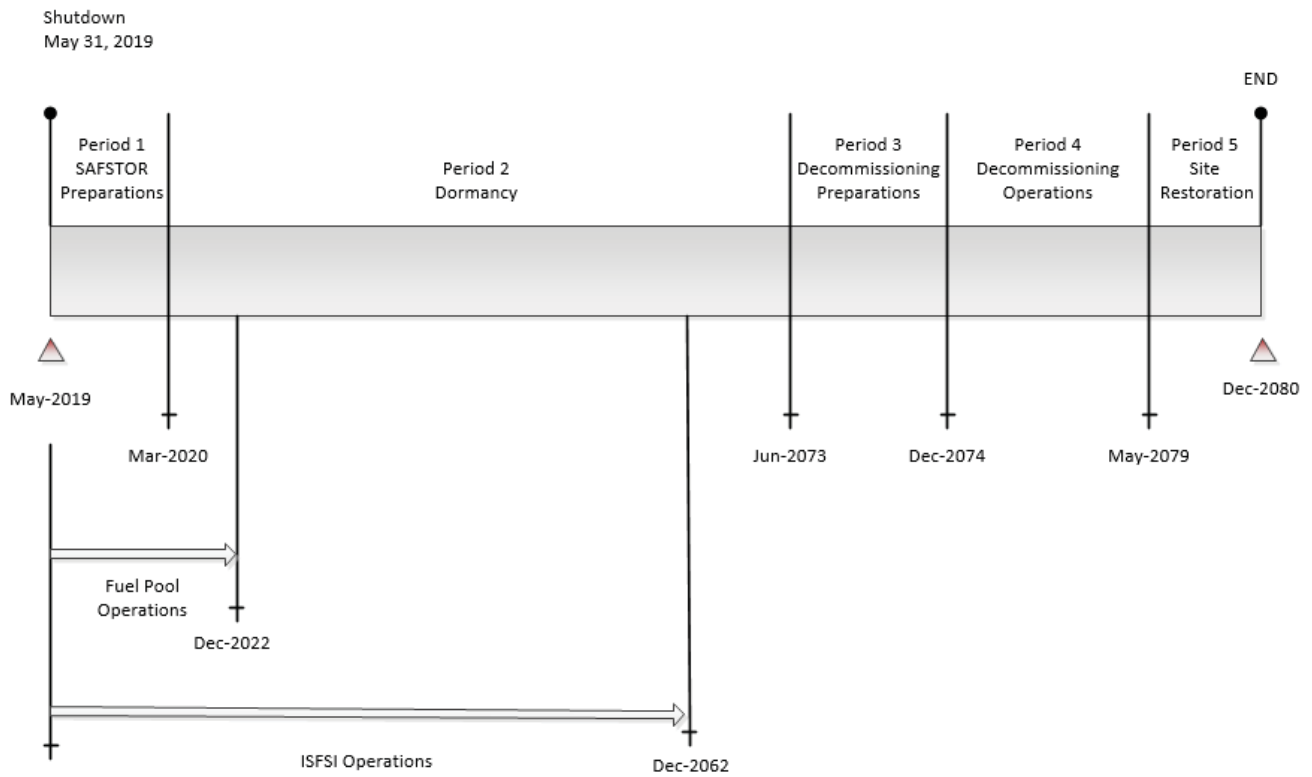 Shutdown
May 31, 2019
END
Period 1
SAFSTOR
Preparations
Period 2
Dormancy
Period 3
Decommissioning
Preparations
Period 4
Decommissioning
Operations
Period 5
Site
Restoration
May-2019
Dec-2080
Mar-2020
Jun-2073
Dec-2074
May-2079
Fuel Pool
Operations
Dec-2022
ISFSI Operations
Dec-2062